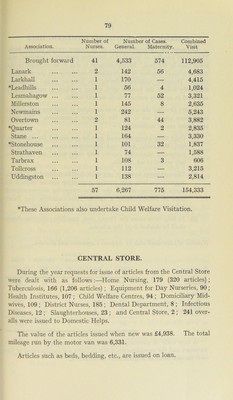 79
Association. Number of Nurses. Number of Cases. General. Maternity. Combined Visit
Brought forward 41 4,533 574 112,905
Lanark ... ... 2 142 56 4,683
Larkhall ... ... 1 170 — 4,415
*Leadhills ... ... 1 56 4 1,024
Lesmahagow ... ... 1 77 52 3,321
Millerston ... ... 1 145 8 2,635
Newmains ... ... 1 242 — 5,243
Overtown ... ... 2 81 44 3,882
*Quarter ... ... 1 124 2 2,835
Stane ... ... 1 164 — 3,330
*Stonehouse ... ... 1 101 32 1,837
Strathaven ... ... 1 74 — 1,588
Tarbrax ... ... 1 108 3 606
Tollcross ... ... 1 112 — 3,215
Uddingston ... ... 1 138 — 2,814
57 6,267 775 154,333
*These Associations also undertake Child Welfare Visitation.
CENTRAL STORE.
During the year requests for issue of articles from the Central Store
were dealt with as follows:—Home Nursing, 179 (320 articles);
Tuberculosis, 166 (1,206 articles); Equipment for Day Nurseries, 90;
Health Institutes, 107; Child Welfare Centres, 94; Domiciliary Mid-
wives, 109; District Nurses, 185; Dental Department, 8; Infectious
Diseases, 12; Slaughterhouses, 23; and Central Store, 2; 241 over-
alls were issued to Domestic Helps.
The value of the articles issued when new was £4,938. The total
mileage run by the motor van was 6,331.
Articles such as beds, bedding, etc., are issued on loan.